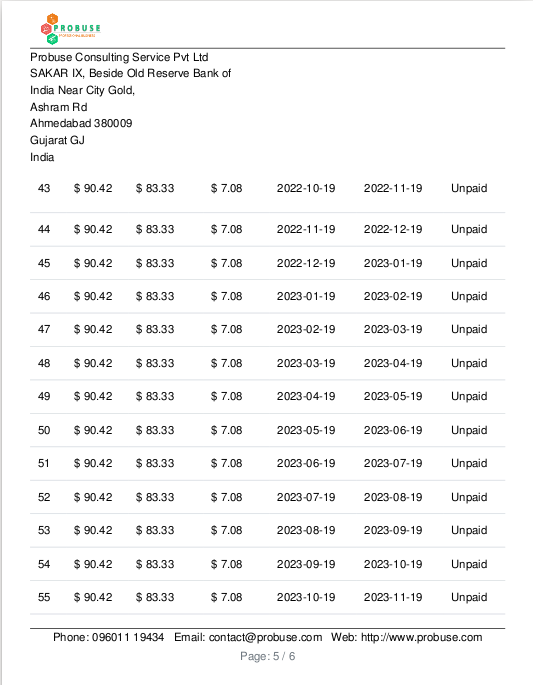 PROBUSE
Probuse Consulting Service Pvt Ltd
SAKAR IX, Beside Old Reserve Bank of
India Near City Gold,
Ashram Rd
Ahmedabad 380009
Gujarat GJ
India
43 $ 90.42 $ 83.33 $ 7.08 2022-10-19 2022-11-19 Unpaid
44 $ 90.42 $ 83.33 $ 7.08 2022-11-19 2022-12-19 Unpaid
45 $ 90.42 $ 83.33 $ 7.08 2022-12-19 2023-01-19 Unpaid
46 $ 90.42 $ 83.33 $ 7.08 2023-01-19 2023-02-19 Unpaid
47 $ 90.42 $ 83.33 $ 7.08 2023-02-19 2023-03-19 Unpaid
48 $ 90.42 $ 83.33 $ 7.08 2023-03-19 2023-04-19 Unpaid
49 $ 90.42 $ 83.33 $ 7.08 2023-04-19 2023-05-19 Unpaid
50 $ 90.42 $ 83.33 $ 7.08 2023-05-19 2023-06-19 Unpaid
51 $ 90.42 $ 83.33 $ 7.08 2023-06-19 2023-07-19 Unpaid
52 $ 90.42 $ 83.33 $ 7.08 2023-07-19 2023-08-19 Unpaid
53 $ 90.42 $ 83.33 $ 7.08 2023-08-19 2023-09-19 Unpaid
54 $ 90.42 $ 83.33 $ 7.08 2023-09-19 2023-10-19 Unpaid
55 $ 90.42 $ 83.33 $ 7.08 2023-10-19 2023-11-19 Unpaid
Phone: 096011 19434 Email: contact@probuse.com Web: http://www.probuse.com
Page: 5 / 6